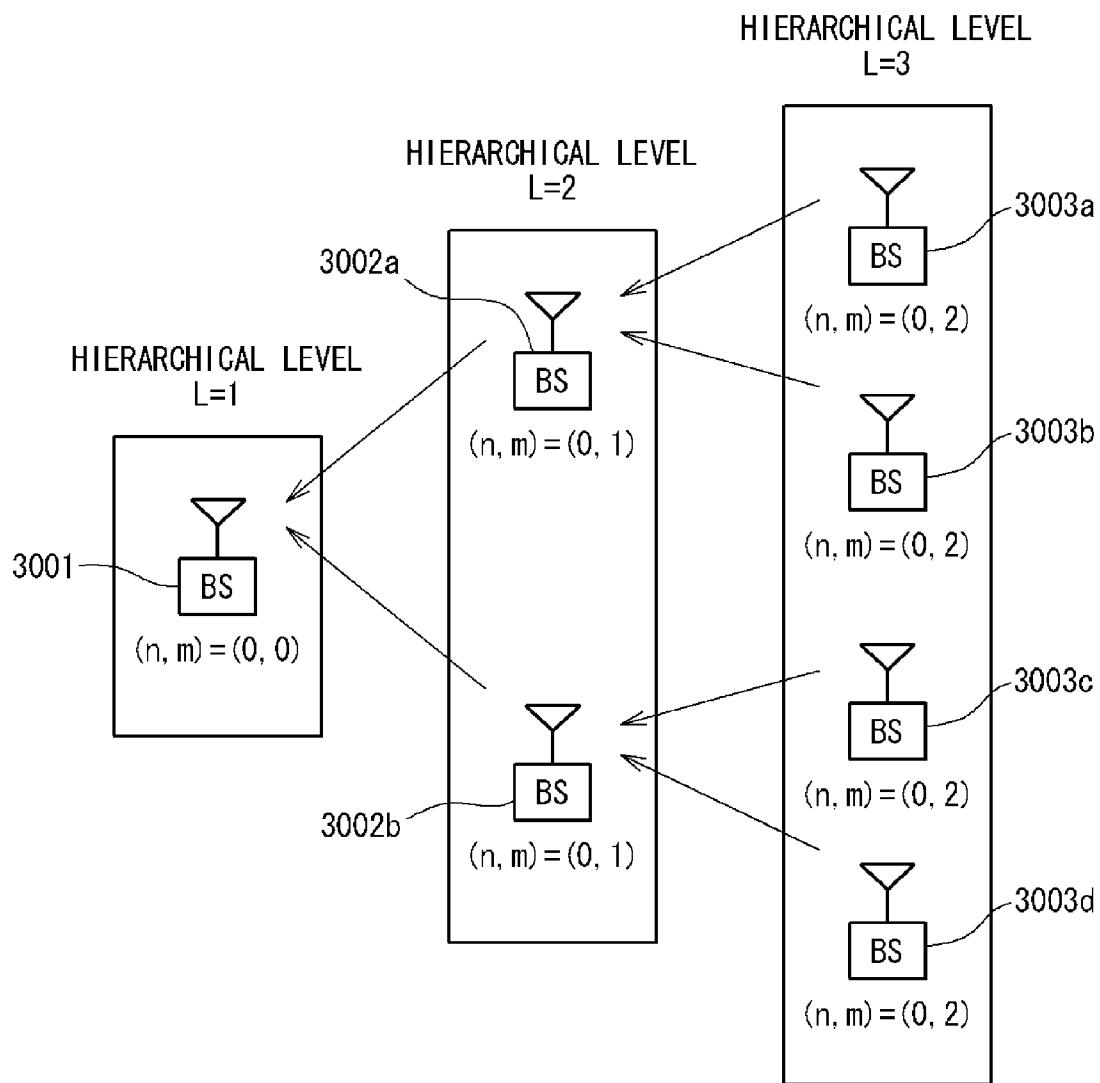 HIERARCHICAL LEVEL
L=3
HIERARCHICAL LEVEL
L=2
3003a
BS
3002a
(n, m)=(0, 2)
HIERARCHICAL LEVEL
L=1
BS
(n, m)=(0, 1)
3003b
BS
(n, m)=(0, 2)
3001
BS
(n, m)=(0, 0)
3003c
BS
3002b
BS
(n, m)=(0, 2)
(n, m)=(0, 1)
3003d
BS
(n, m)=(0, 2)